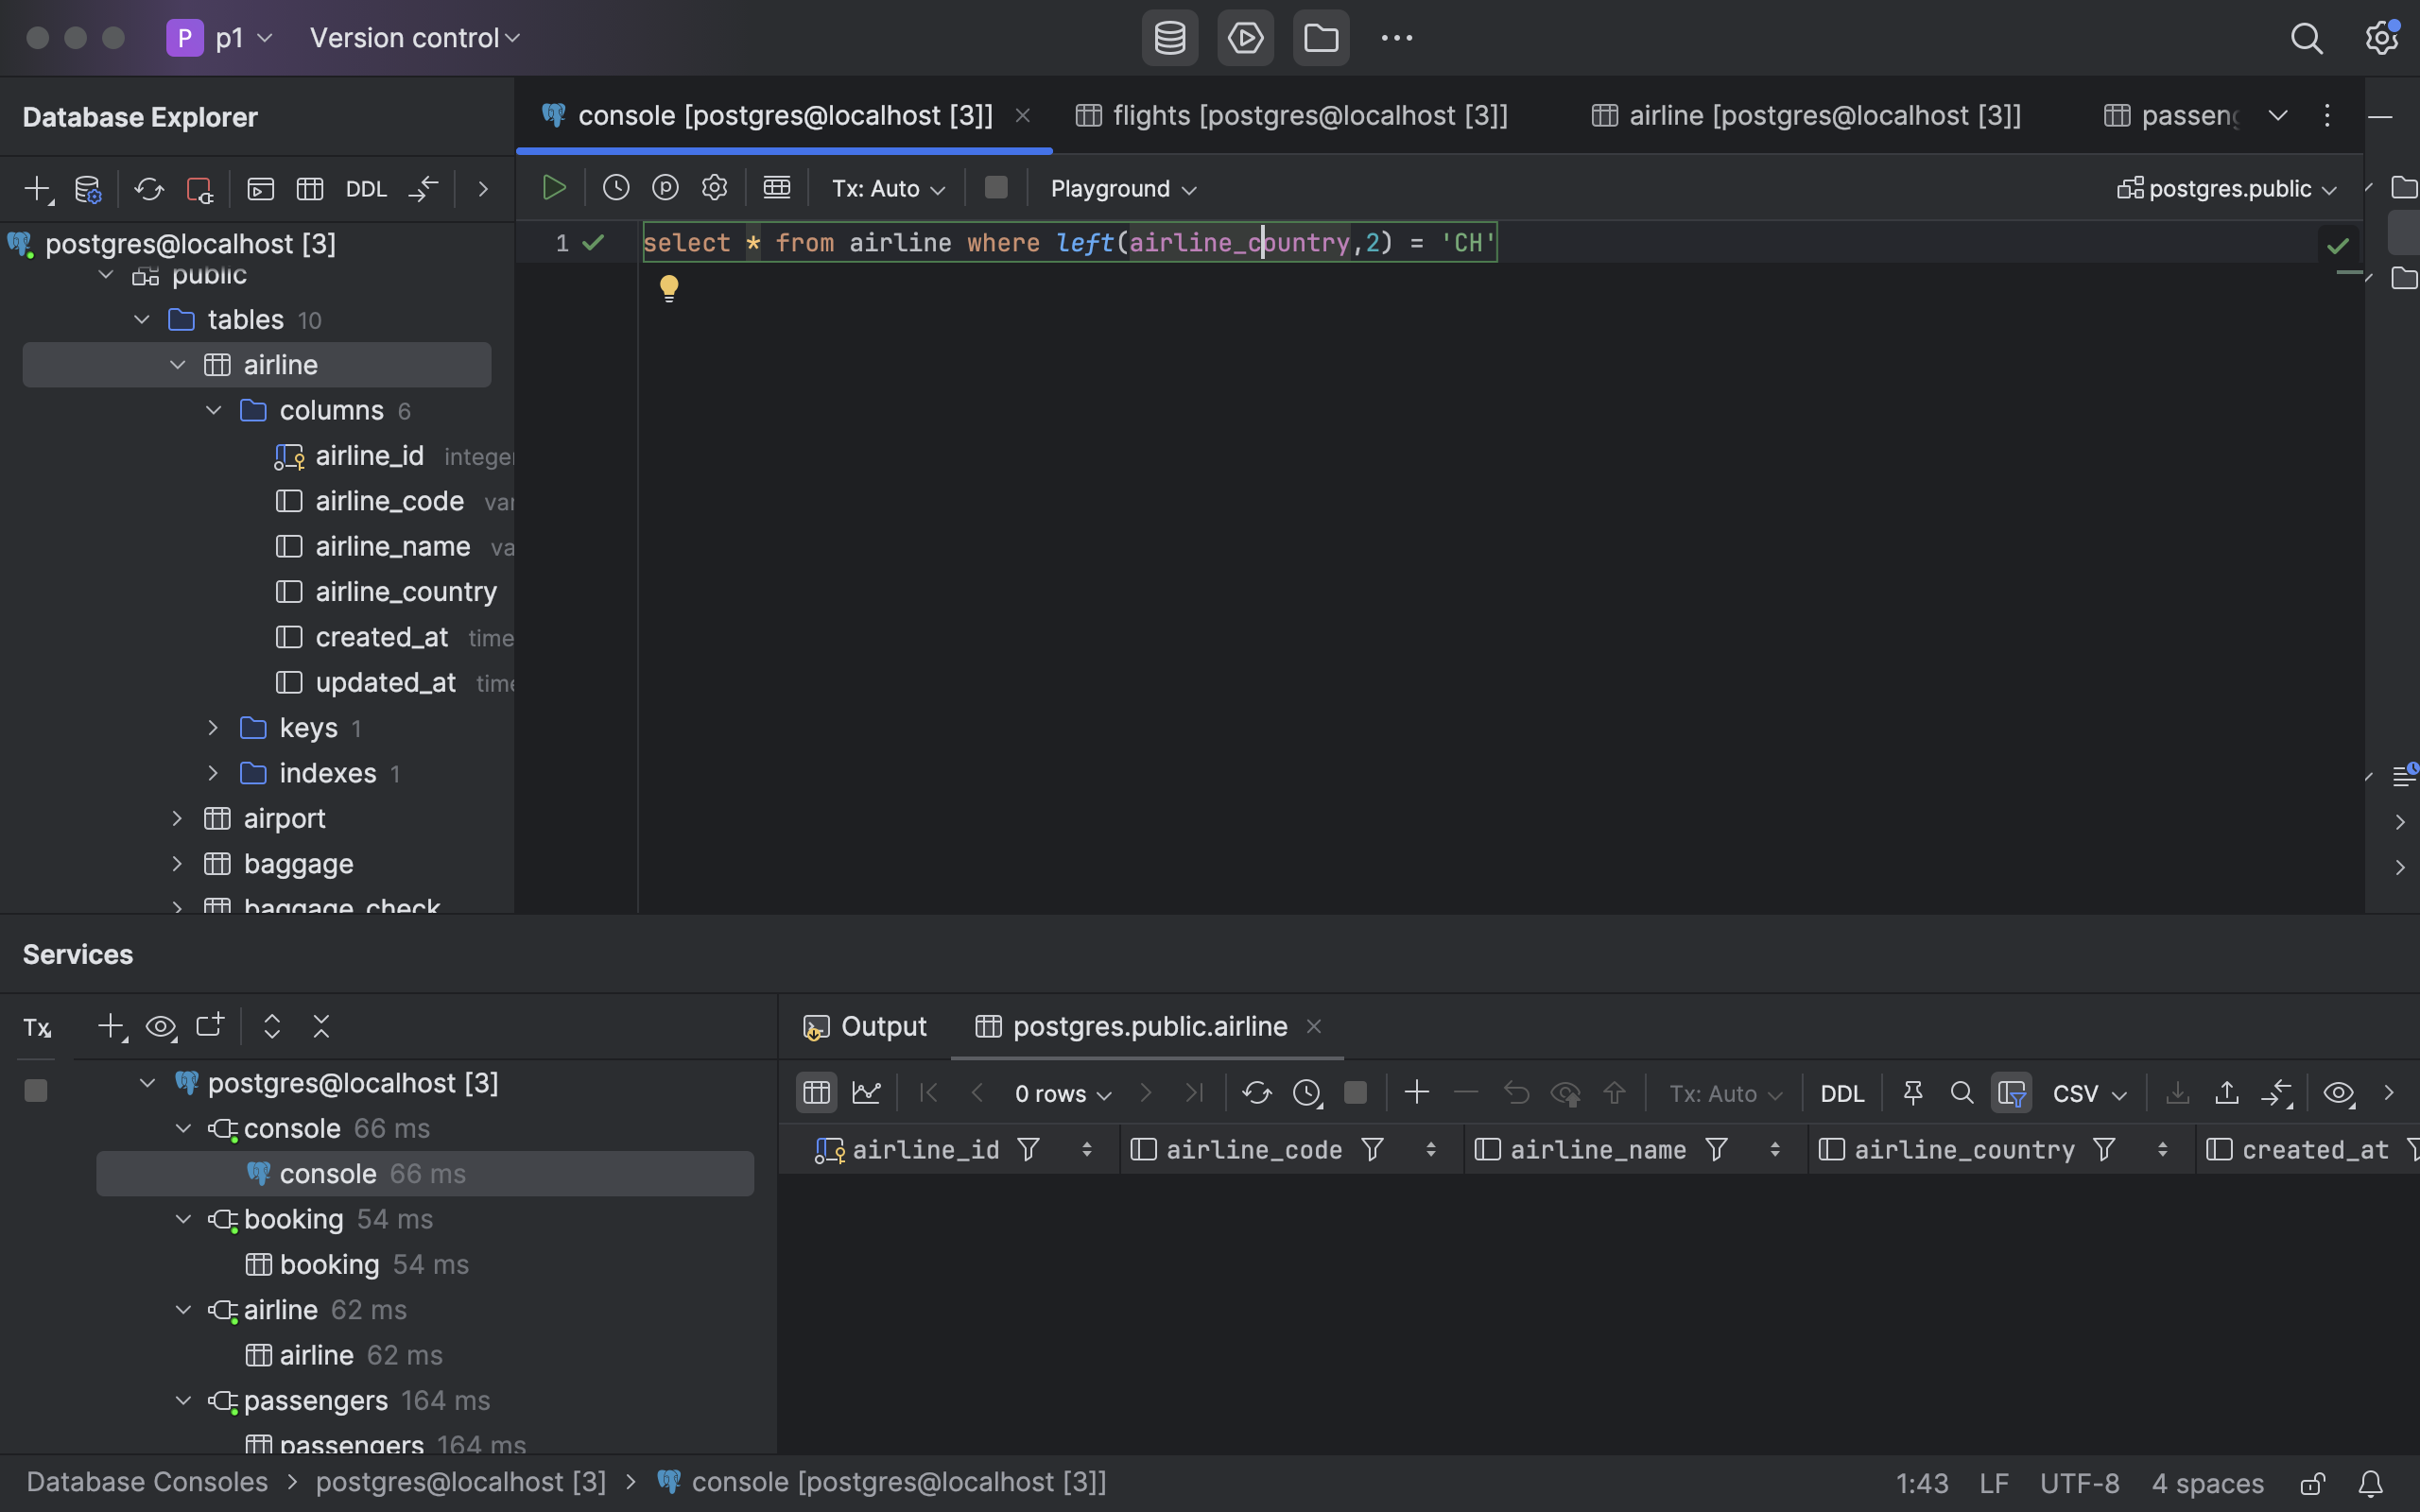 P p1 Version control
Database Explorer
console [postgres@localhost [3]]
flights [postgres@localhost [3]]
airline [postgres@localhost [3]]
DDL
Tx: Auto
Playground
postgres.public
postgres@localhost [3]
public
tables 10
airline
columns 6
airline_id
airline_code
airline_name
airline_country
created_at time
updated_at
keys 1
indexes 1
airport
baggage
baggage_check
1 select * from airline where left(airline_country,2) = 'CH'
Services
Tx
postgres@localhost [3]
console 66 ms
console 66 ms
booking 54 ms
booking 54 ms
airline 62 ms
airline 62 ms
passengers 164 ms
passengers 164 ms
Output
postgres.public.airline
0 rows
Tx: Auto
DDL
CSV
airline_id airline_code airline_name airline_country created_at
Database Consoles postgres@localhost [3] console [postgres@localhost [3]]
1:43 LF UTF-8 4 spaces